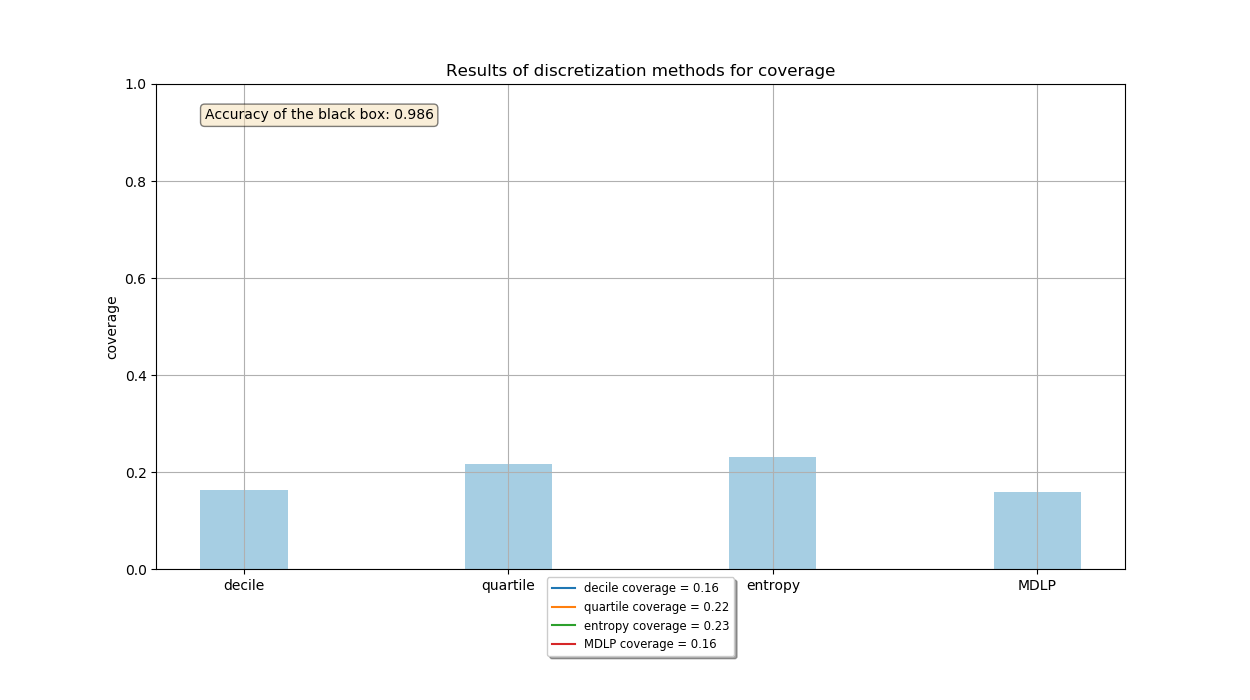 Results of discretization methods for coverage
Accuracy of the black box: 0.986
1.0
0.8
0.6
0.4
0.2
0.0
coverage
decile
quartile
entropy
MDLP
decile coverage = 0.16
quartile coverage = 0.22
entropy coverage = 0.23
MDLP coverage = 0.16